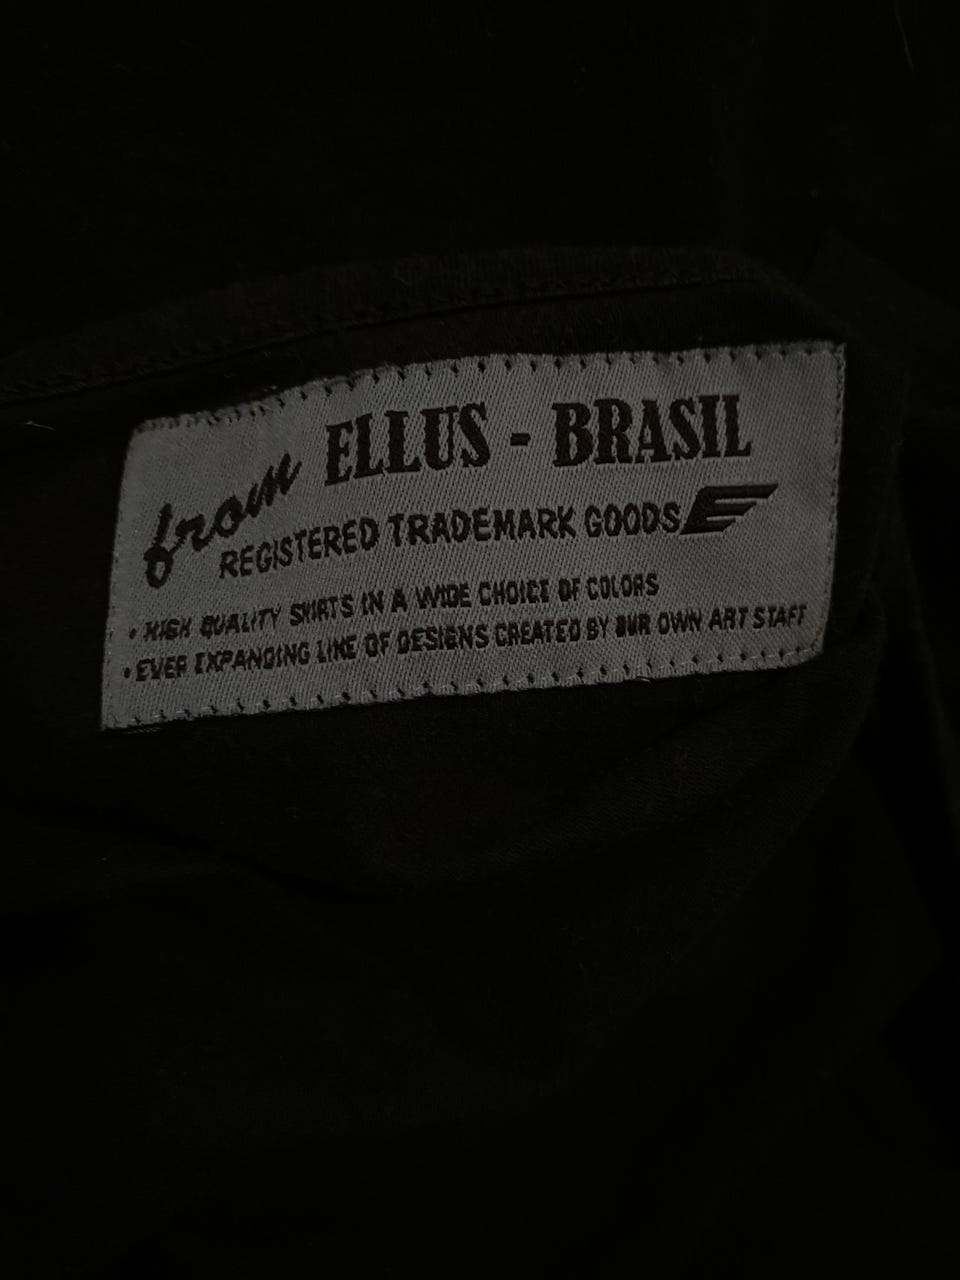 from ELLUS - BRASIL
REGISTERED TRADEMARK GOODS
• HIGH QUALITY SHIRTS IN A WIDE CHOICE OF COLORS
• EVER EXPANDING LINE OF DESIGNS CREATED BY OUR OWN ART STAFF